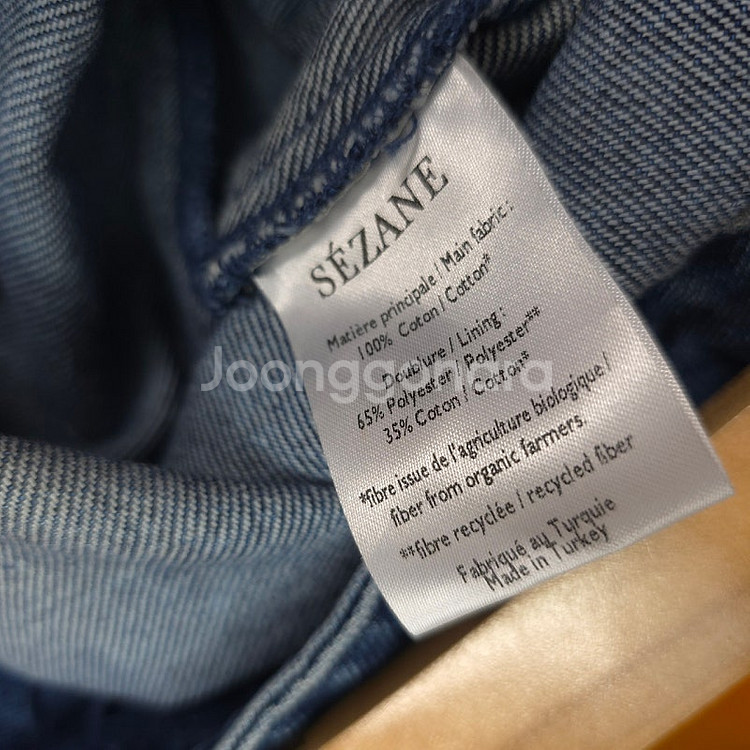 SÉZANE
Matière principale / Main fabric :
100% Coton / Cotton*
Doublure / Lining :
65% Polyester / Polyester**
35% Coton / Cotton*
*fibre issue de l'agriculture biologique /
fiber from organic farmers.
**fibre recyclée / recycled fiber
Fabriqué au Turquie
Made in Turkey
Joonggonara